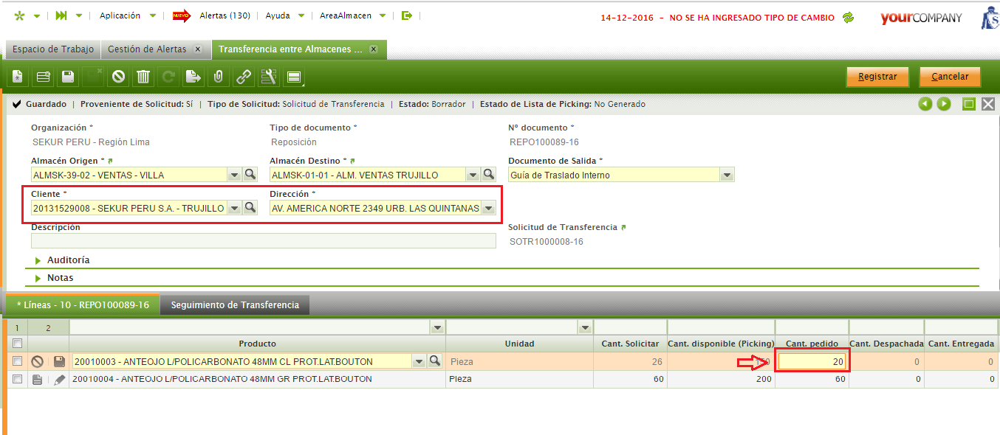 Aplicación NUEVO Alertas (130) Ayuda AreaAlmacen 14-12-2016 - NO SE HA INGRESADO TIPO DE CAMBIO yourCOMPANY
Espacio de Trabajo Gestión de Alertas x Transferencia entre Almacenes ... x
Registrar Cancelar
Guardado | Proveniente de Solicitud: Sí | Tipo de Solicitud: Solicitud de Transferencia | Estado: Borrador | Estado de Lista de Picking: No Generado
Organización * Tipo de documento * Nº documento *
SEKUR PERU - Región Lima Reposición REPO100089-16
Almacén Origen * Almacén Destino * Documento de Salida *
ALMSK-39-02 - VENTAS - VILLA ALMSK-01-01 - ALM. VENTAS TRUJILLO Guía de Traslado Interno
Cliente * Dirección *
20131529008 - SEKUR PERU S.A. - TRUJILLO AV. AMERICA NORTE 2349 URB. LAS QUINTANAS
Descripción Solicitud de Transferencia
SOTR1000008-16
Auditoría
Notas
* Líneas - 10 - REPO100089-16 Seguimiento de Transferencia
1 2
Producto Unidad Cant. Solicitar Cant. disponible (Picking) Cant. pedido Cant. Despachada Cant. Entregada
20010003 - ANTEOJO L/POLICARBONATO 48MM CL PROT.LAT.BOUTON Pieza 26 20 0 0
20010004 - ANTEOJO L/POLICARBONATO 48MM GR PROT.LAT.BOUTON Pieza 60 200 60 0 0